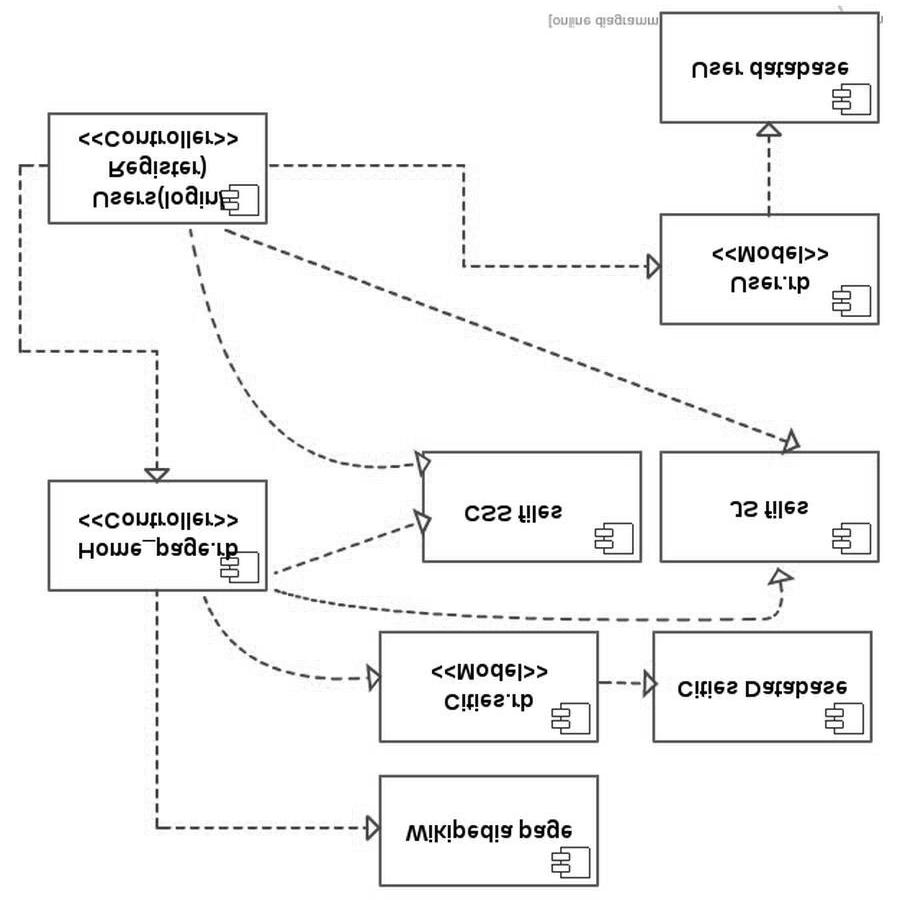 Wikipedia page
Cities.rb
<<Model>>
Cities Database
Home_page.rb
<<Controller>>
CSS files
JS files
User.rb
<<Model>>
Users(login/
Register)
<<Controller>>
User database
[online